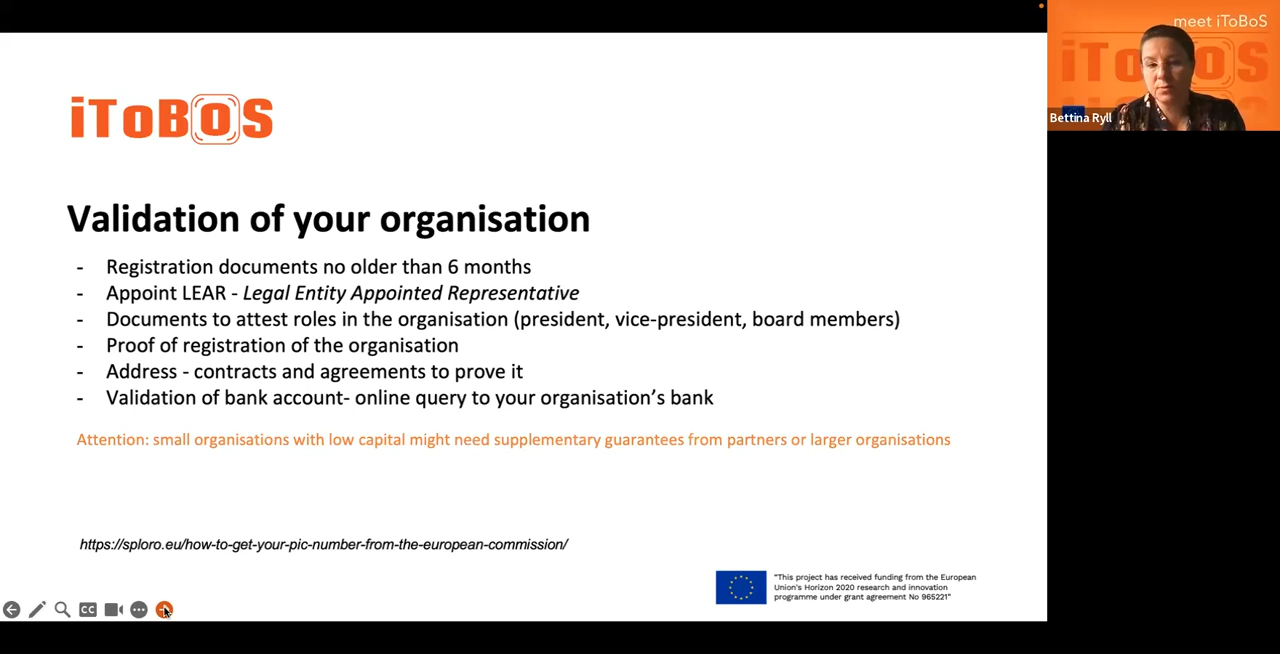 meet iToBoS
iToBoS
Bettina Ryll
iToBoS
Validation of your organisation
- Registration documents no older than 6 months
- Appoint LEAR - Legal Entity Appointed Representative
- Documents to attest roles in the organisation (president, vice-president, board members)
- Proof of registration of the organisation
- Address - contracts and agreements to prove it
- Validation of bank account- online query to your organisation's bank
Attention: small organisations with low capital might need supplementary guarantees from partners or larger organisations
https://sploro.eu/how-to-get-your-pic-number-from-the-european-commission/
"This project has received funding from the European
Union's Horizon 2020 research and innovation
programme under grant agreement No 965221"
CC